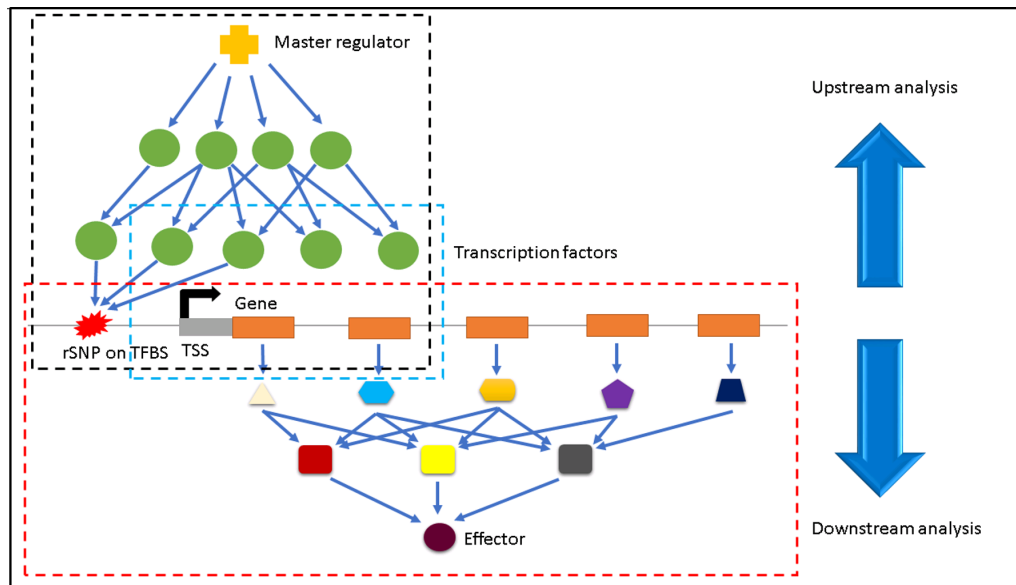 Master regulator
Upstream analysis
Transcription factors
Gene
rSNP on TFBS
TSS
Effector
Downstream analysis